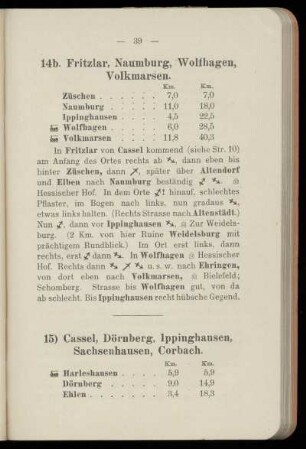 — 39 —
14b. Fritzlar, Naumburg, Wolfhagen,
Volkmarsen.
Km. Km.
Züschen . . . . . 7,0 7,0
Naumburg . . . . . 11,0 18,0
Ippinghausen . . . . 4,5 22,5
Wolfhagen . . . . . 6,0 28,5
Volkmarsen . . . . 11,8 40,3
In Fritzlar von Cassel kommend (siehe Str. 10)
am Anfang des Ortes rechts ab, dann eben bis
hinter Züschen, dann, später über Altendorf
und Elben nach Naumburg beständig
Hessischer Hof. In dem Orte ! hinauf, schlechtes
Pflaster, im Bogen nach links, nun geradaus,
etwas links halten. (Rechts Strasse nach Altenstädt.)
Nun, dann vor Ippinghausen Zur Weidels-
burg. (2 Km. von hier Ruine Weidelsburg mit
prächtigem Rundblick.) Im Ort erst links, dann
rechts, erst dann In Wolfhagen Hessischer
Hof. Rechts dann u. s. w. nach Ehringen,
von dort eben nach Volkmarsen, Bielefeld;
Schomberg. Strasse bis Wolfhagen gut, von da
ab schlecht. Bis Ippinghausen recht hübsche Gegend.
15) Cassel, Dörnberg, Ippinghausen,
Sachsenhausen, Corbach.
Km. Km.
Harleshausen . . . . 5,9 5,9
Dörnberg . . . . . 9,0 14,9
Ehlen . . . . . . 3,4 18,3